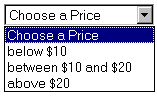 Choose a Price
Choose a Price
below $10
between $10 and $20
above $20